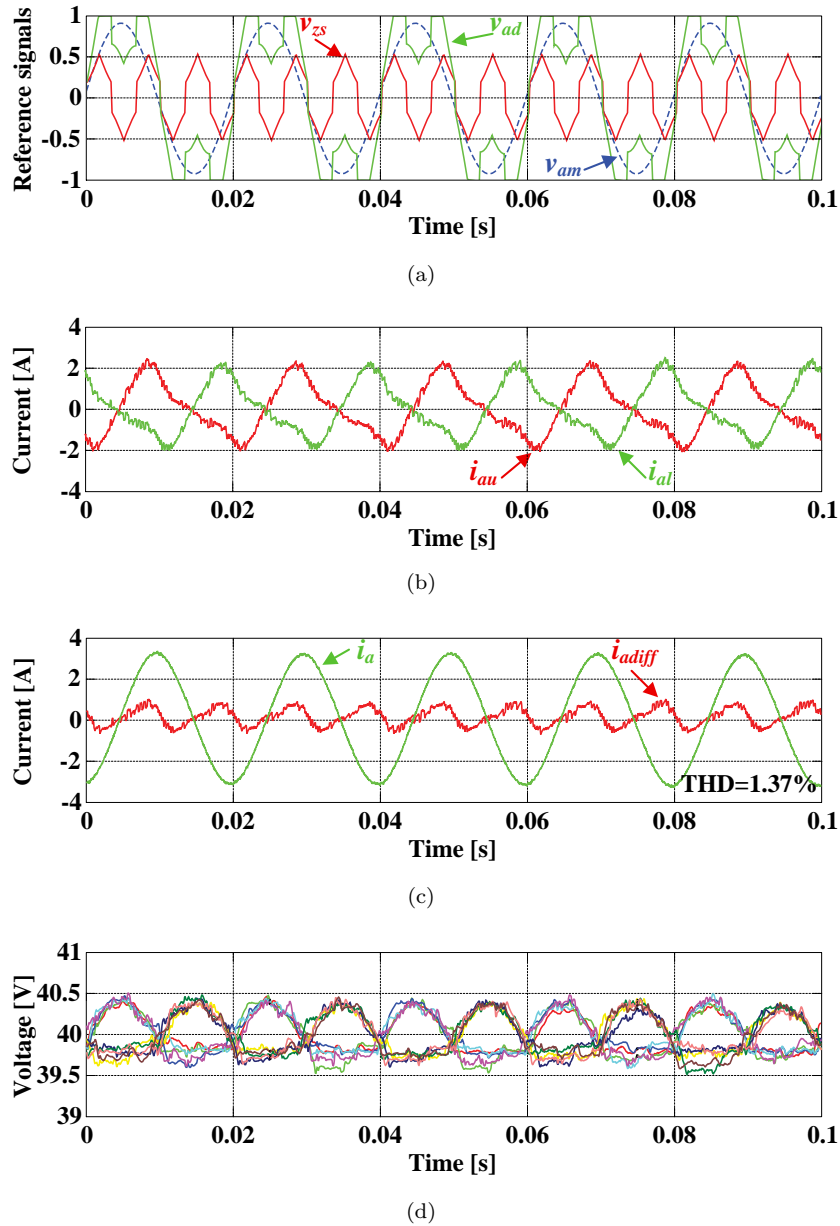 Reference signals
1
0.5
0
-0.5
-1
v_zs
v_ad
v_am
0 0.02 0.04 0.06 0.08 0.1
Time [s]
(a)
Current [A]
4
2
0
-2
-4
i_au
i_al
0 0.02 0.04 0.06 0.08 0.1
Time [s]
(b)
Current [A]
4
2
0
-2
-4
i_a
i_adiff
THD=1.37%
0 0.02 0.04 0.06 0.08 0.1
Time [s]
(c)
Voltage [V]
41
40.5
40
39.5
39
0 0.02 0.04 0.06 0.08 0.1
Time [s]
(d)